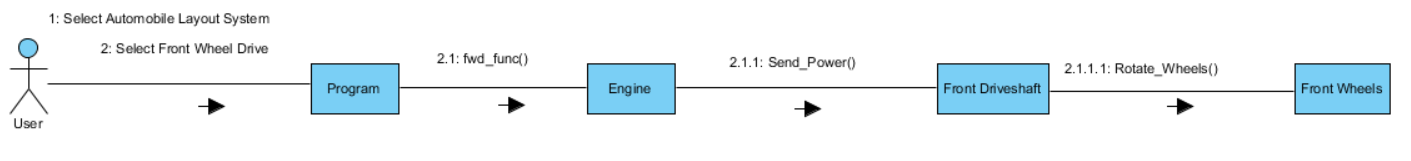 1: Select Automobile Layout System
2: Select Front Wheel Drive
2.1: fwd_func()
2.1.1: Send_Power()
2.1.1.1: Rotate_Wheels()
User
Program
Engine
Front Driveshaft
Front Wheels